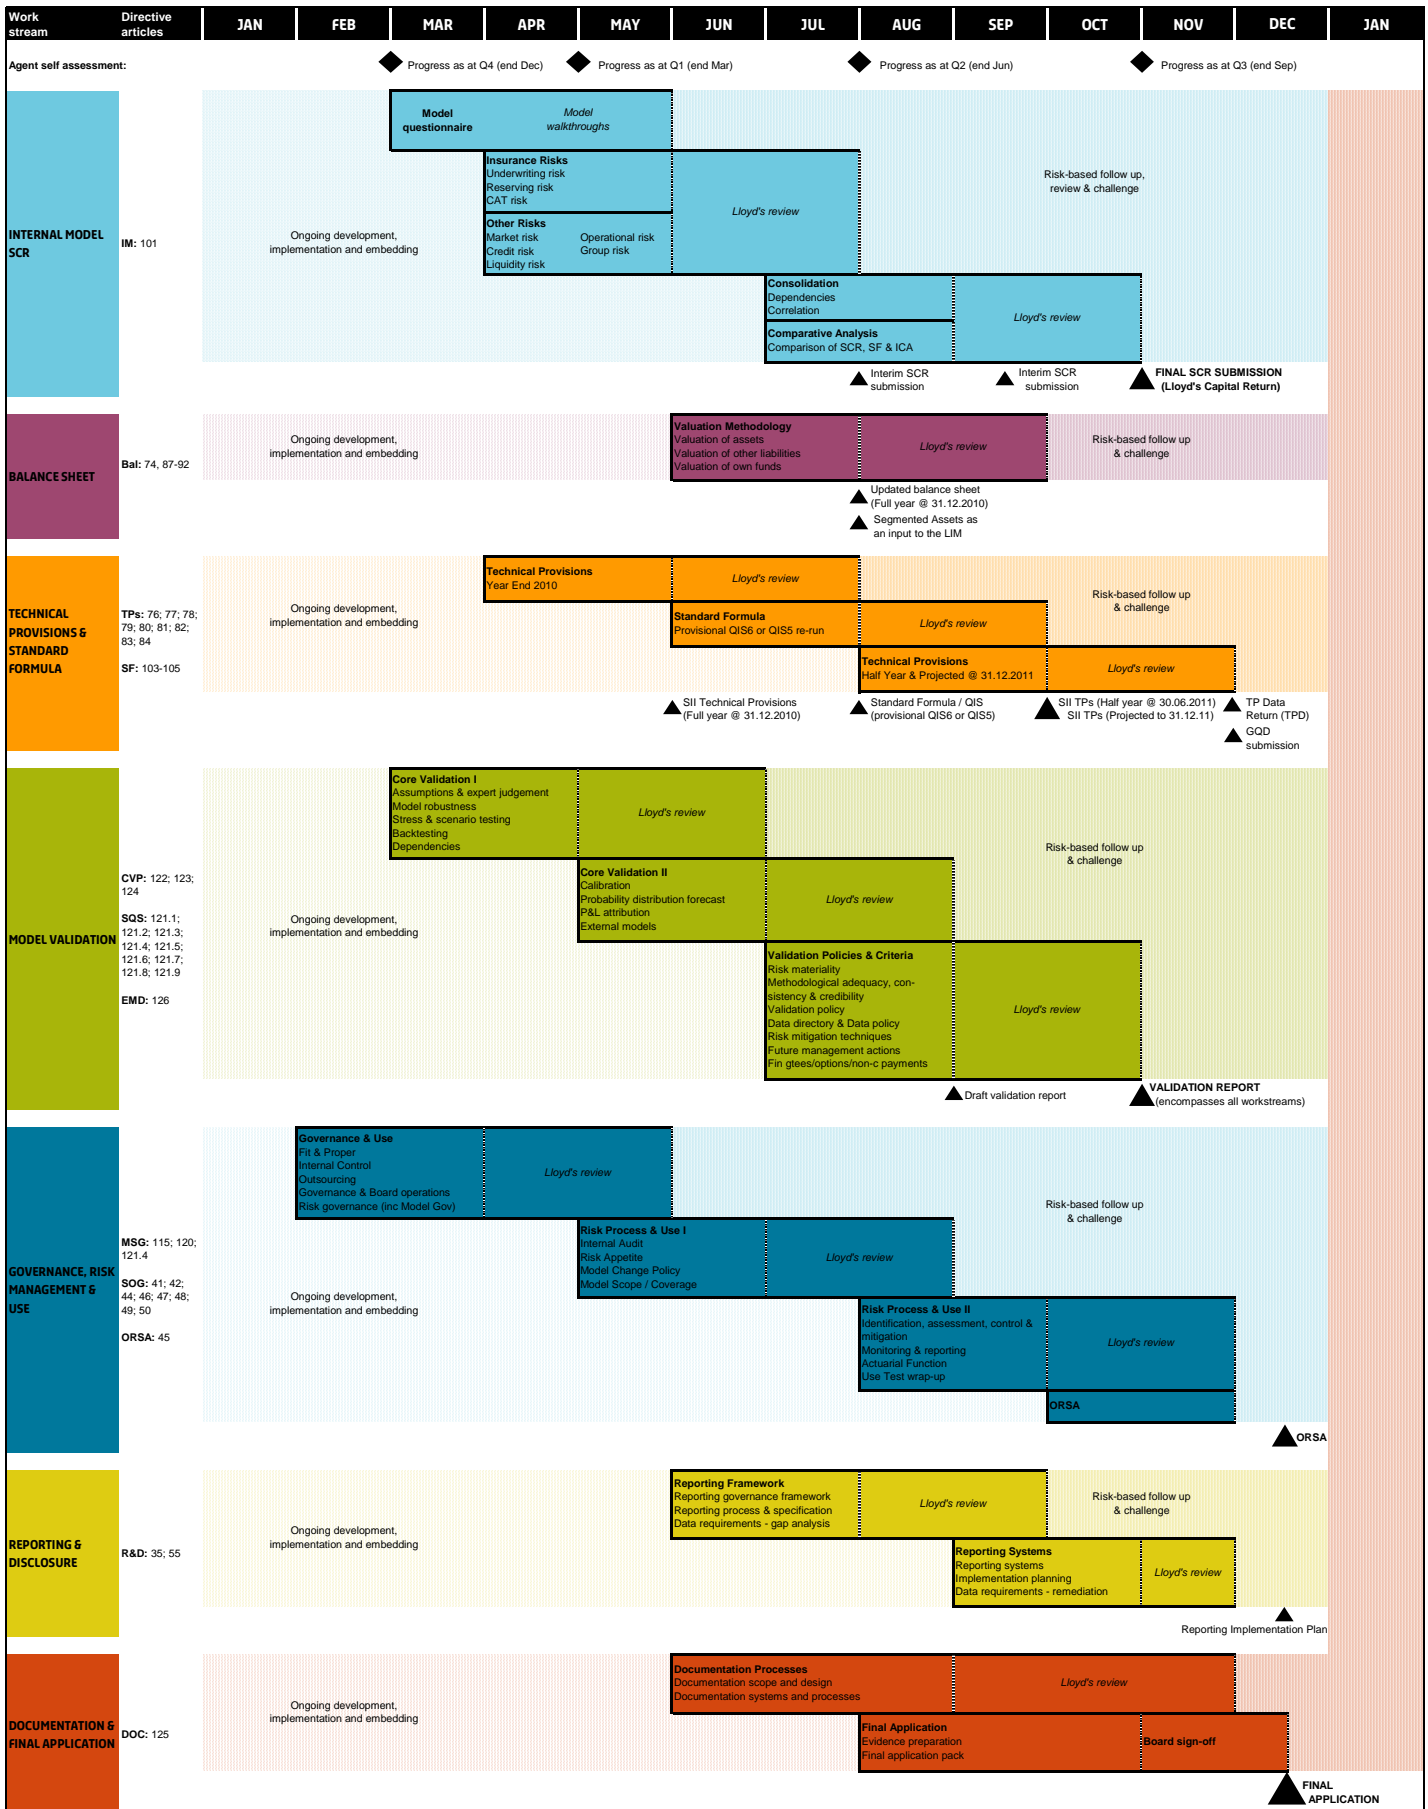 Work stream
Directive articles
JAN FEB MAR APR MAY JUN JUL AUG SEP OCT NOV DEC JAN
Agent self assessment:
Progress as at Q4 (end Dec)
Progress as at Q1 (end Mar)
Progress as at Q2 (end Jun)
Progress as at Q3 (end Sep)
INTERNAL MODEL
SCR
IM: 101
Ongoing development,
implementation and embedding
Model
questionnaire
Model
walkthroughs
Insurance Risks
Underwriting risk
Reserving risk
CAT risk
Other Risks
Market risk
Credit risk
Liquidity risk
Operational risk
Group risk
Lloyd's review
Risk-based follow up,
review & challenge
Consolidation
Dependencies
Correlation
Comparative Analysis
Comparison of SCR, SF & ICA
Lloyd's review
Interim SCR
submission
Interim SCR
submission
FINAL SCR SUBMISSION
(Lloyd's Capital Return)
BALANCE SHEET
Bal: 74, 87-92
Ongoing development,
implementation and embedding
Valuation Methodology
Valuation of assets
Valuation of other liabilities
Valuation of own funds
Lloyd's review
Risk-based follow up
& challenge
Updated balance sheet
(Full year @ 31.12.2010)
Segmented Assets as
an input to the LIM
TECHNICAL
PROVISIONS &
STANDARD
FORMULA
TPs: 76; 77; 78;
79; 80; 81; 82;
83; 84
SF: 103-105
Ongoing development,
implementation and embedding
Technical Provisions
Year End 2010
Lloyd's review
Standard Formula
Provisional QIS6 or QIS5 re-run
Lloyd's review
Risk-based follow up
& challenge
Technical Provisions
Half Year & Projected @ 31.12.2011
Lloyd's review
SII Technical Provisions
(Full year @ 31.12.2010)
Standard Formula / QIS
(provisional QIS6 or QIS5)
SII TPs (Half year @ 30.06.2011)
SII TPs (Projected to 31.12.11)
TP Data
Return (TPD)
GQD
submission
MODEL VALIDATION
CVP: 122; 123;
124
SQS: 121.1;
121.2; 121.3;
121.4; 121.5;
121.6; 121.7;
121.8; 121.9
EMD: 126
Ongoing development,
implementation and embedding
Core Validation I
Assumptions & expert judgement
Model robustness
Stress & scenario testing
Backtesting
Dependencies
Lloyd's review
Core Validation II
Calibration
Probability distribution forecast
P&L attribution
External models
Lloyd's review
Risk-based follow up
& challenge
Validation Policies & Criteria
Risk materiality
Methodological adequacy, con-
sistency & credibility
Validation policy
Data directory & Data policy
Risk mitigation techniques
Future management actions
Fin gtees/options/non-c payments
Lloyd's review
Draft validation report
VALIDATION REPORT
(encompasses all workstreams)
GOVERNANCE, RISK
MANAGEMENT &
USE
MSG: 115; 120;
121.4
SOG: 41; 42;
44; 46; 47; 48;
49; 50
ORSA: 45
Ongoing development,
implementation and embedding
Governance & Use
Fit & Proper
Internal Control
Outsourcing
Governance & Board operations
Risk governance (inc Model Gov)
Lloyd's review
Risk Process & Use I
Internal Audit
Risk Appetite
Model Change Policy
Model Scope / Coverage
Lloyd's review
Risk-based follow up
& challenge
Risk Process & Use II
Identification, assessment, control &
mitigation
Monitoring & reporting
Actuarial Function
Use Test wrap-up
Lloyd's review
ORSA
ORSA
REPORTING &
DISCLOSURE
R&D: 35; 55
Ongoing development,
implementation and embedding
Reporting Framework
Reporting governance framework
Reporting process & specification
Data requirements - gap analysis
Lloyd's review
Risk-based follow up
& challenge
Reporting Systems
Reporting systems
Implementation planning
Data requirements - remediation
Lloyd's review
Reporting Implementation Plan
DOCUMENTATION &
FINAL APPLICATION
DOC: 125
Ongoing development,
implementation and embedding
Documentation Processes
Documentation scope and design
Documentation systems and processes
Lloyd's review
Final Application
Evidence preparation
Final application pack
Board sign-off
FINAL
APPLICATION